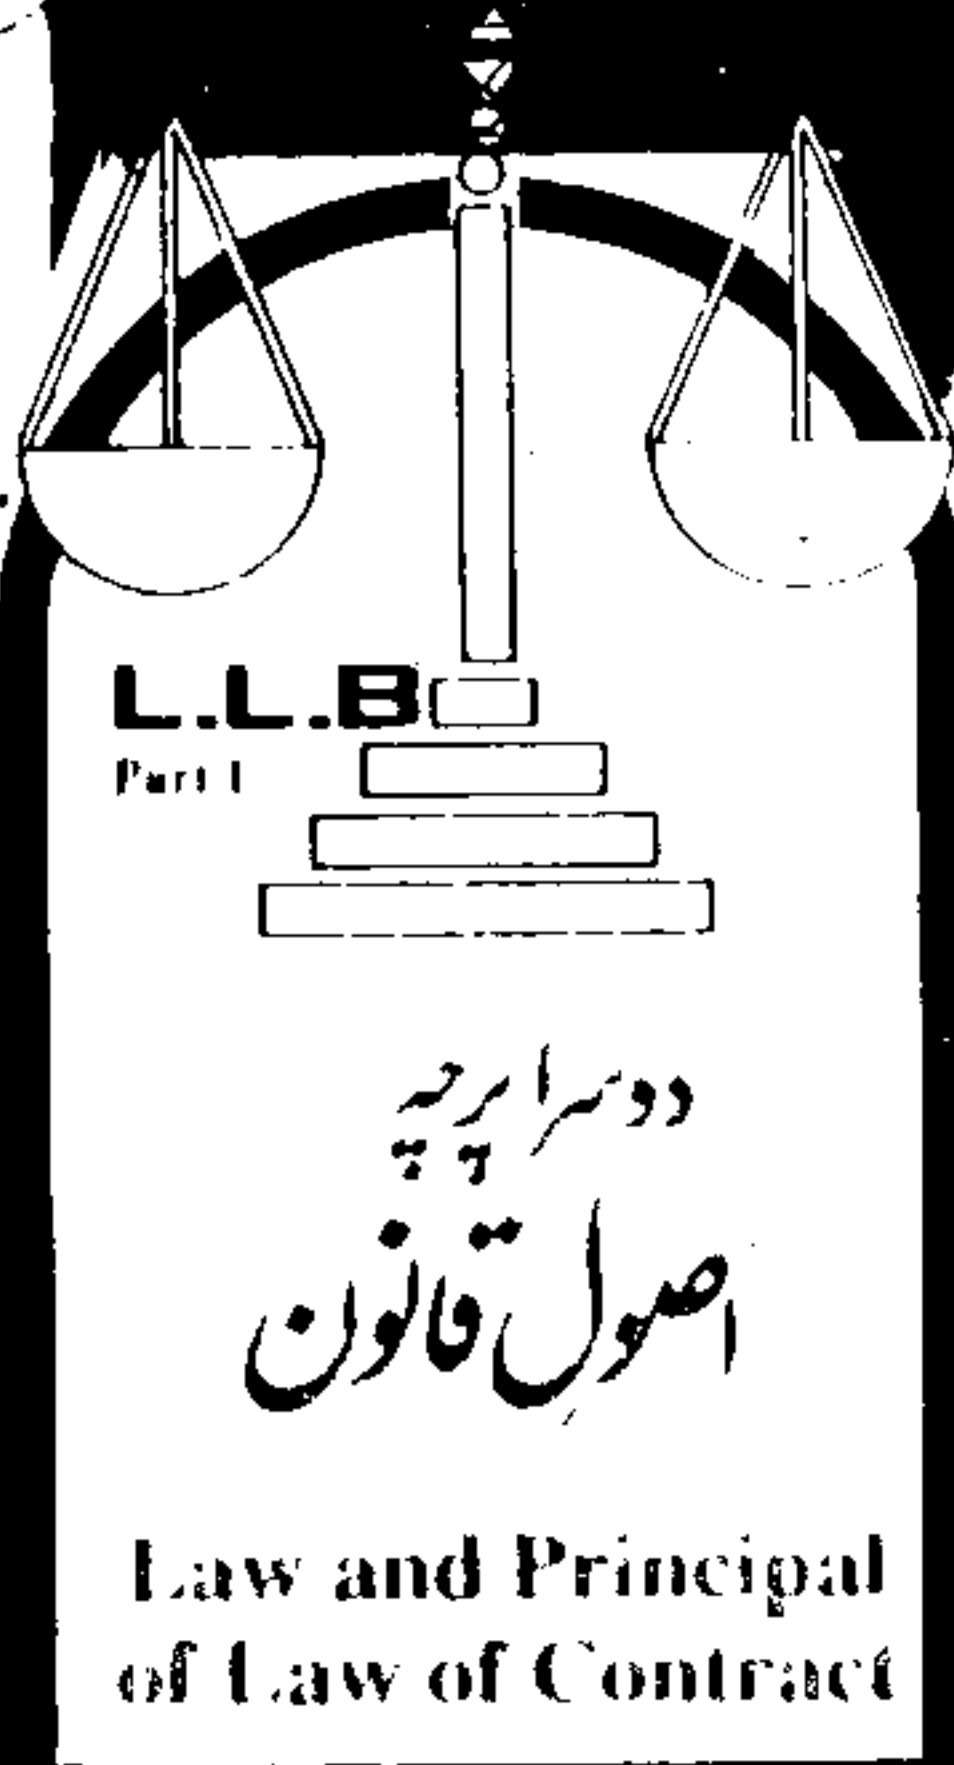 L.L.B
Part I
دوسرا پرچہ
اصولِ قانون
Law and Principal
of Law of Contract